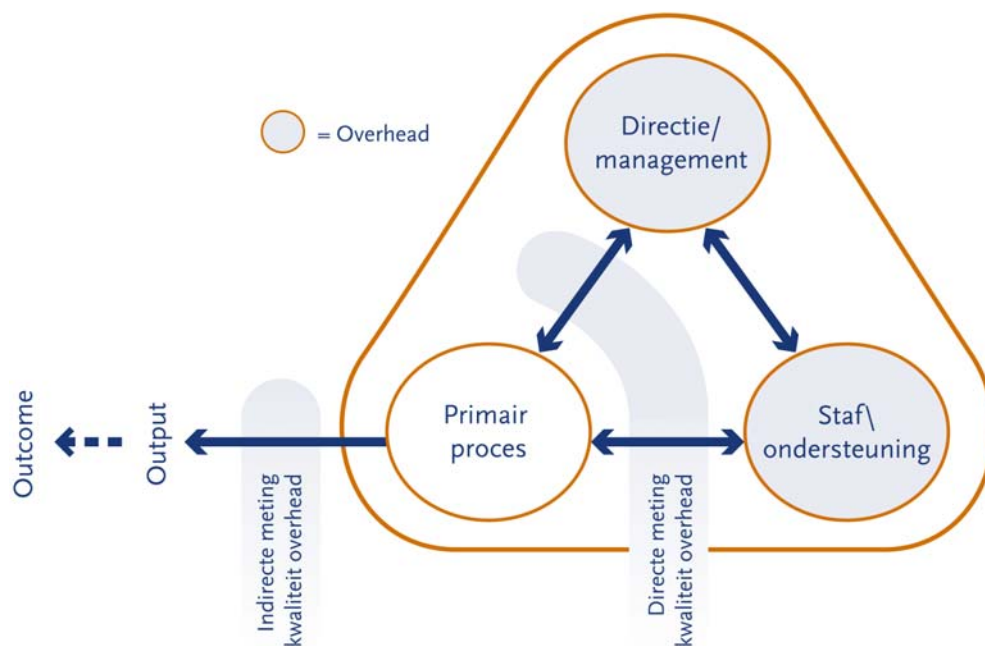 = Overhead
Directie/
management
Primair
proces
Staf\
ondersteuning
Outcome
Output
Indirecte meting
kwaliteit overhead
Directe meting
kwaliteit overhead